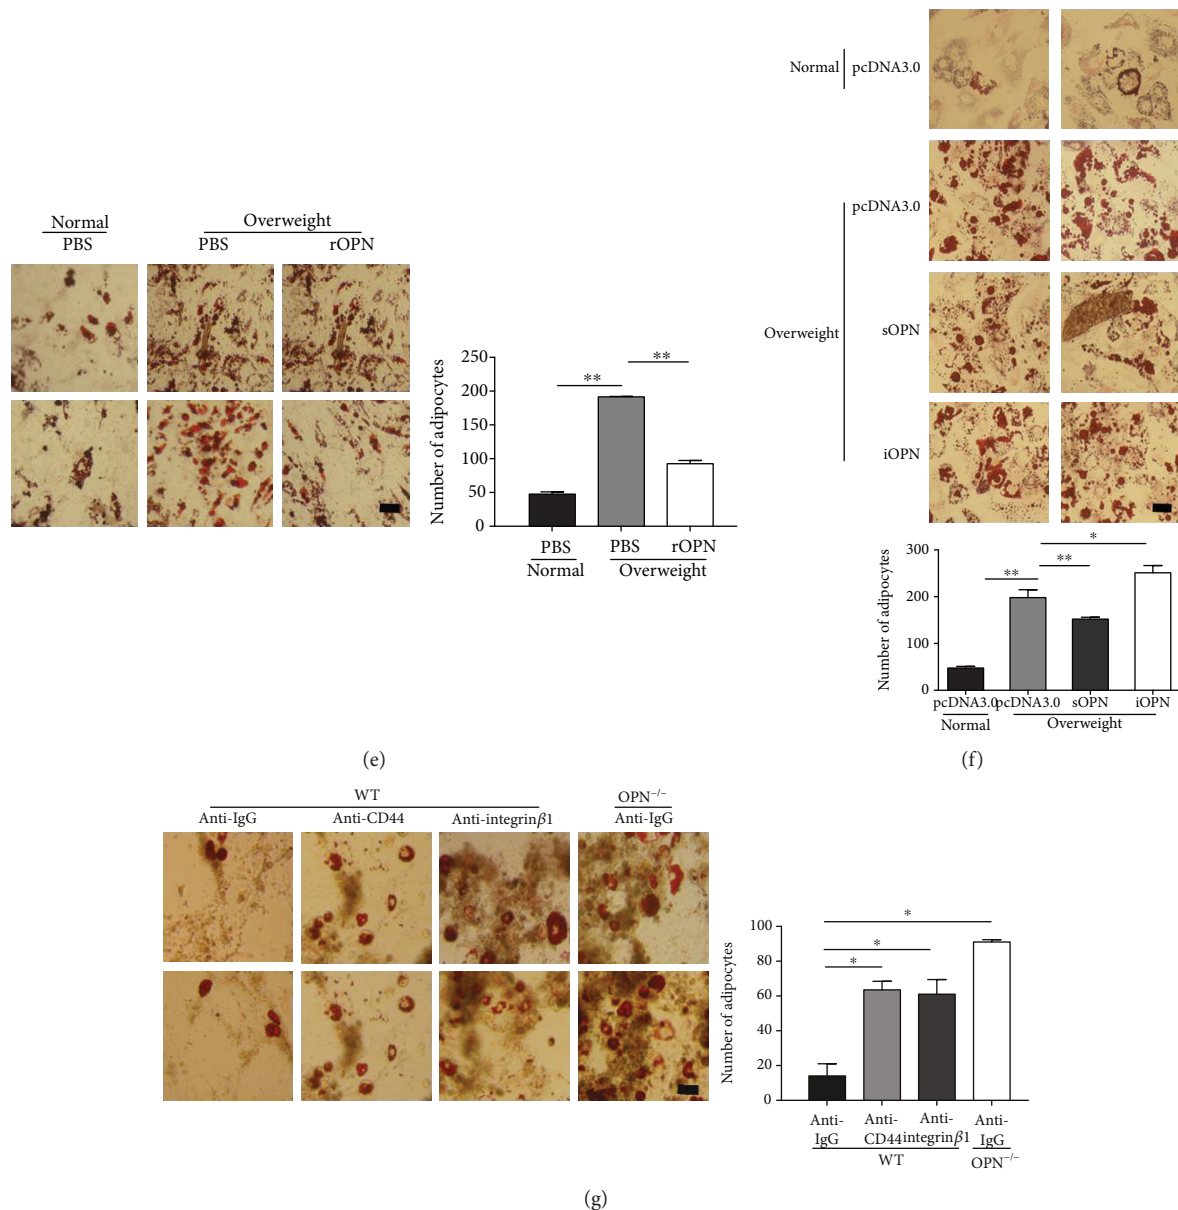 Normal
PBS
Overweight
PBS rOPN
Number of adipocytes
250
200
150
100
50
0
**
**
PBS PBS rOPN
Normal Overweight
(e)
Normal pcDNA3.0
pcDNA3.0
Overweight
sOPN
iOPN
Number of adipocytes
300
200
100
0
*
**
**
pcDNA3.0 pcDNA3.0 sOPN iOPN
Normal Overweight
(f)
WT OPN⁻/⁻
Anti-IgG Anti-CD44 Anti-integrinβ1 Anti-IgG
Number of adipocytes
100
80
60
40
20
0
*
*
*
Anti- Anti- Anti- Anti-
IgG CD44 integrinβ1 IgG
WT OPN⁻/⁻
(g)